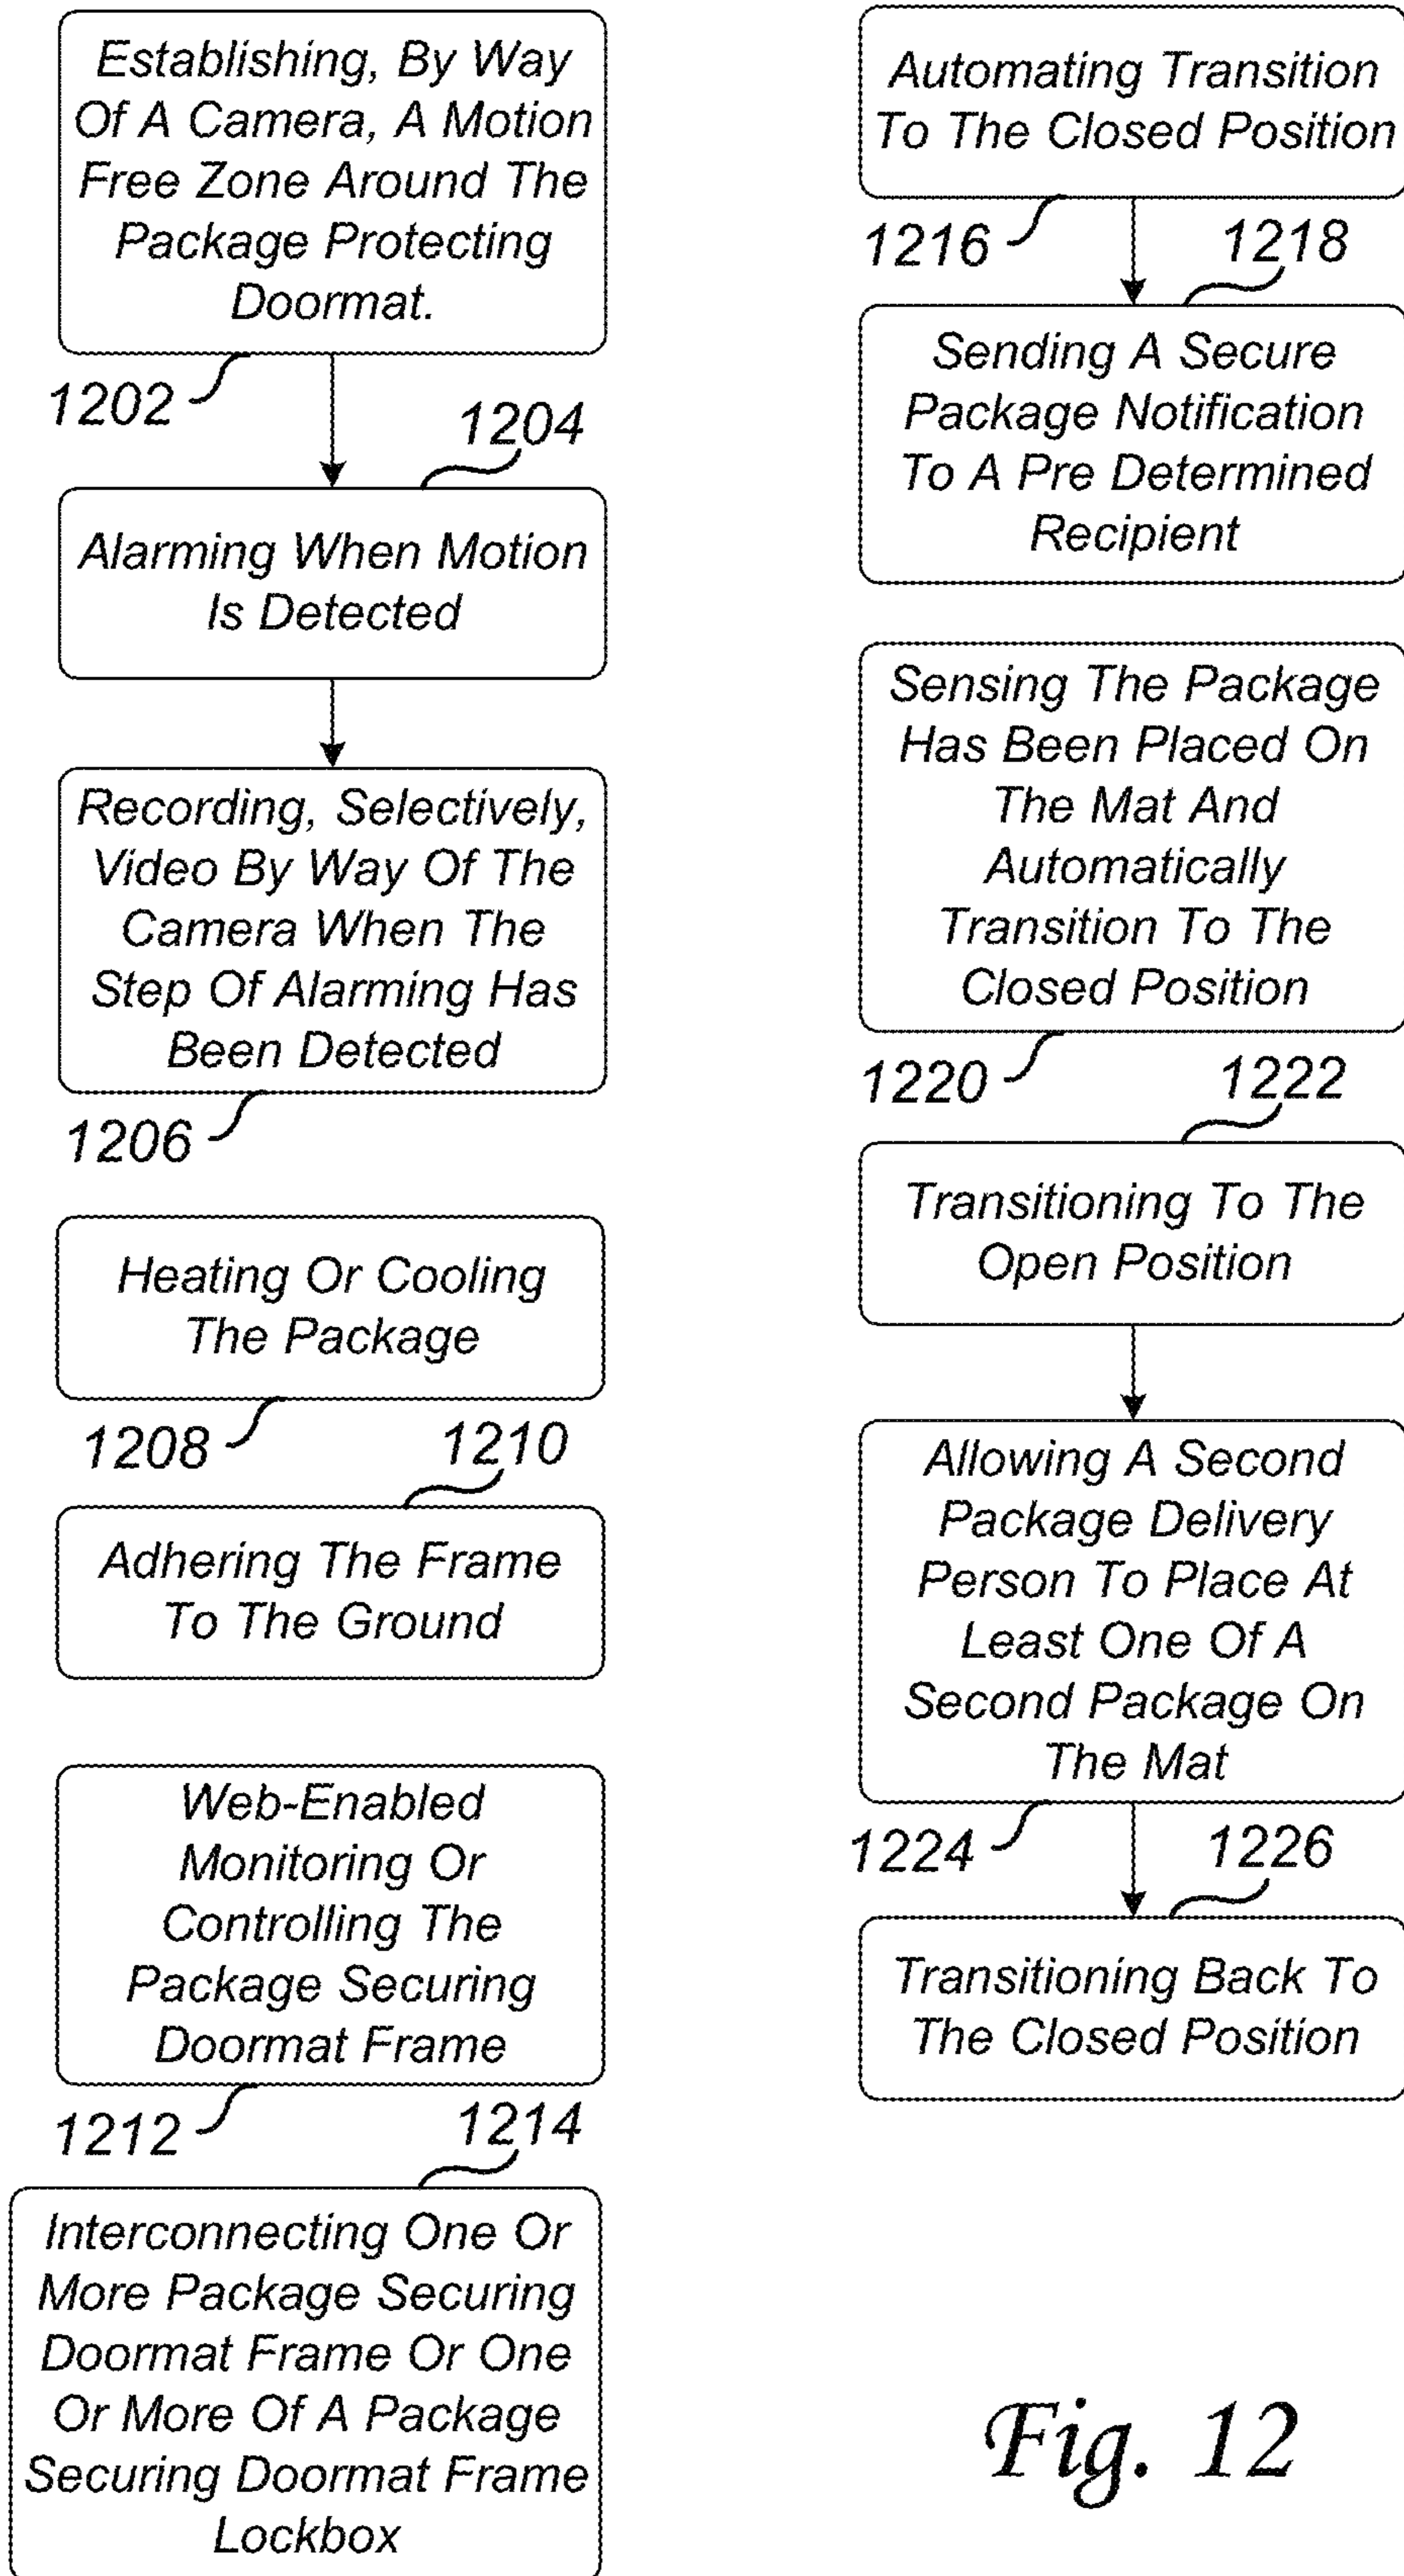 Establishing, By Way
Of A Camera, A Motion
Free Zone Around The
Package Protecting
Doormat.
1202
1204
Alarming When Motion
Is Detected
Recording, Selectively,
Video By Way Of The
Camera When The
Step Of Alarming Has
Been Detected
1206
Heating Or Cooling
The Package
1208
1210
Adhering The Frame
To The Ground
Web-Enabled
Monitoring Or
Controlling The
Package Securing
Doormat Frame
1212
1214
Interconnecting One Or
More Package Securing
Doormat Frame Or One
Or More Of A Package
Securing Doormat Frame
Lockbox
Automating Transition
To The Closed Position
1216
1218
Sending A Secure
Package Notification
To A Pre Determined
Recipient
Sensing The Package
Has Been Placed On
The Mat And
Automatically
Transition To The
Closed Position
1220
1222
Transitioning To The
Open Position
Allowing A Second
Package Delivery
Person To Place At
Least One Of A
Second Package On
The Mat
1224
1226
Transitioning Back To
The Closed Position
Fig. 12